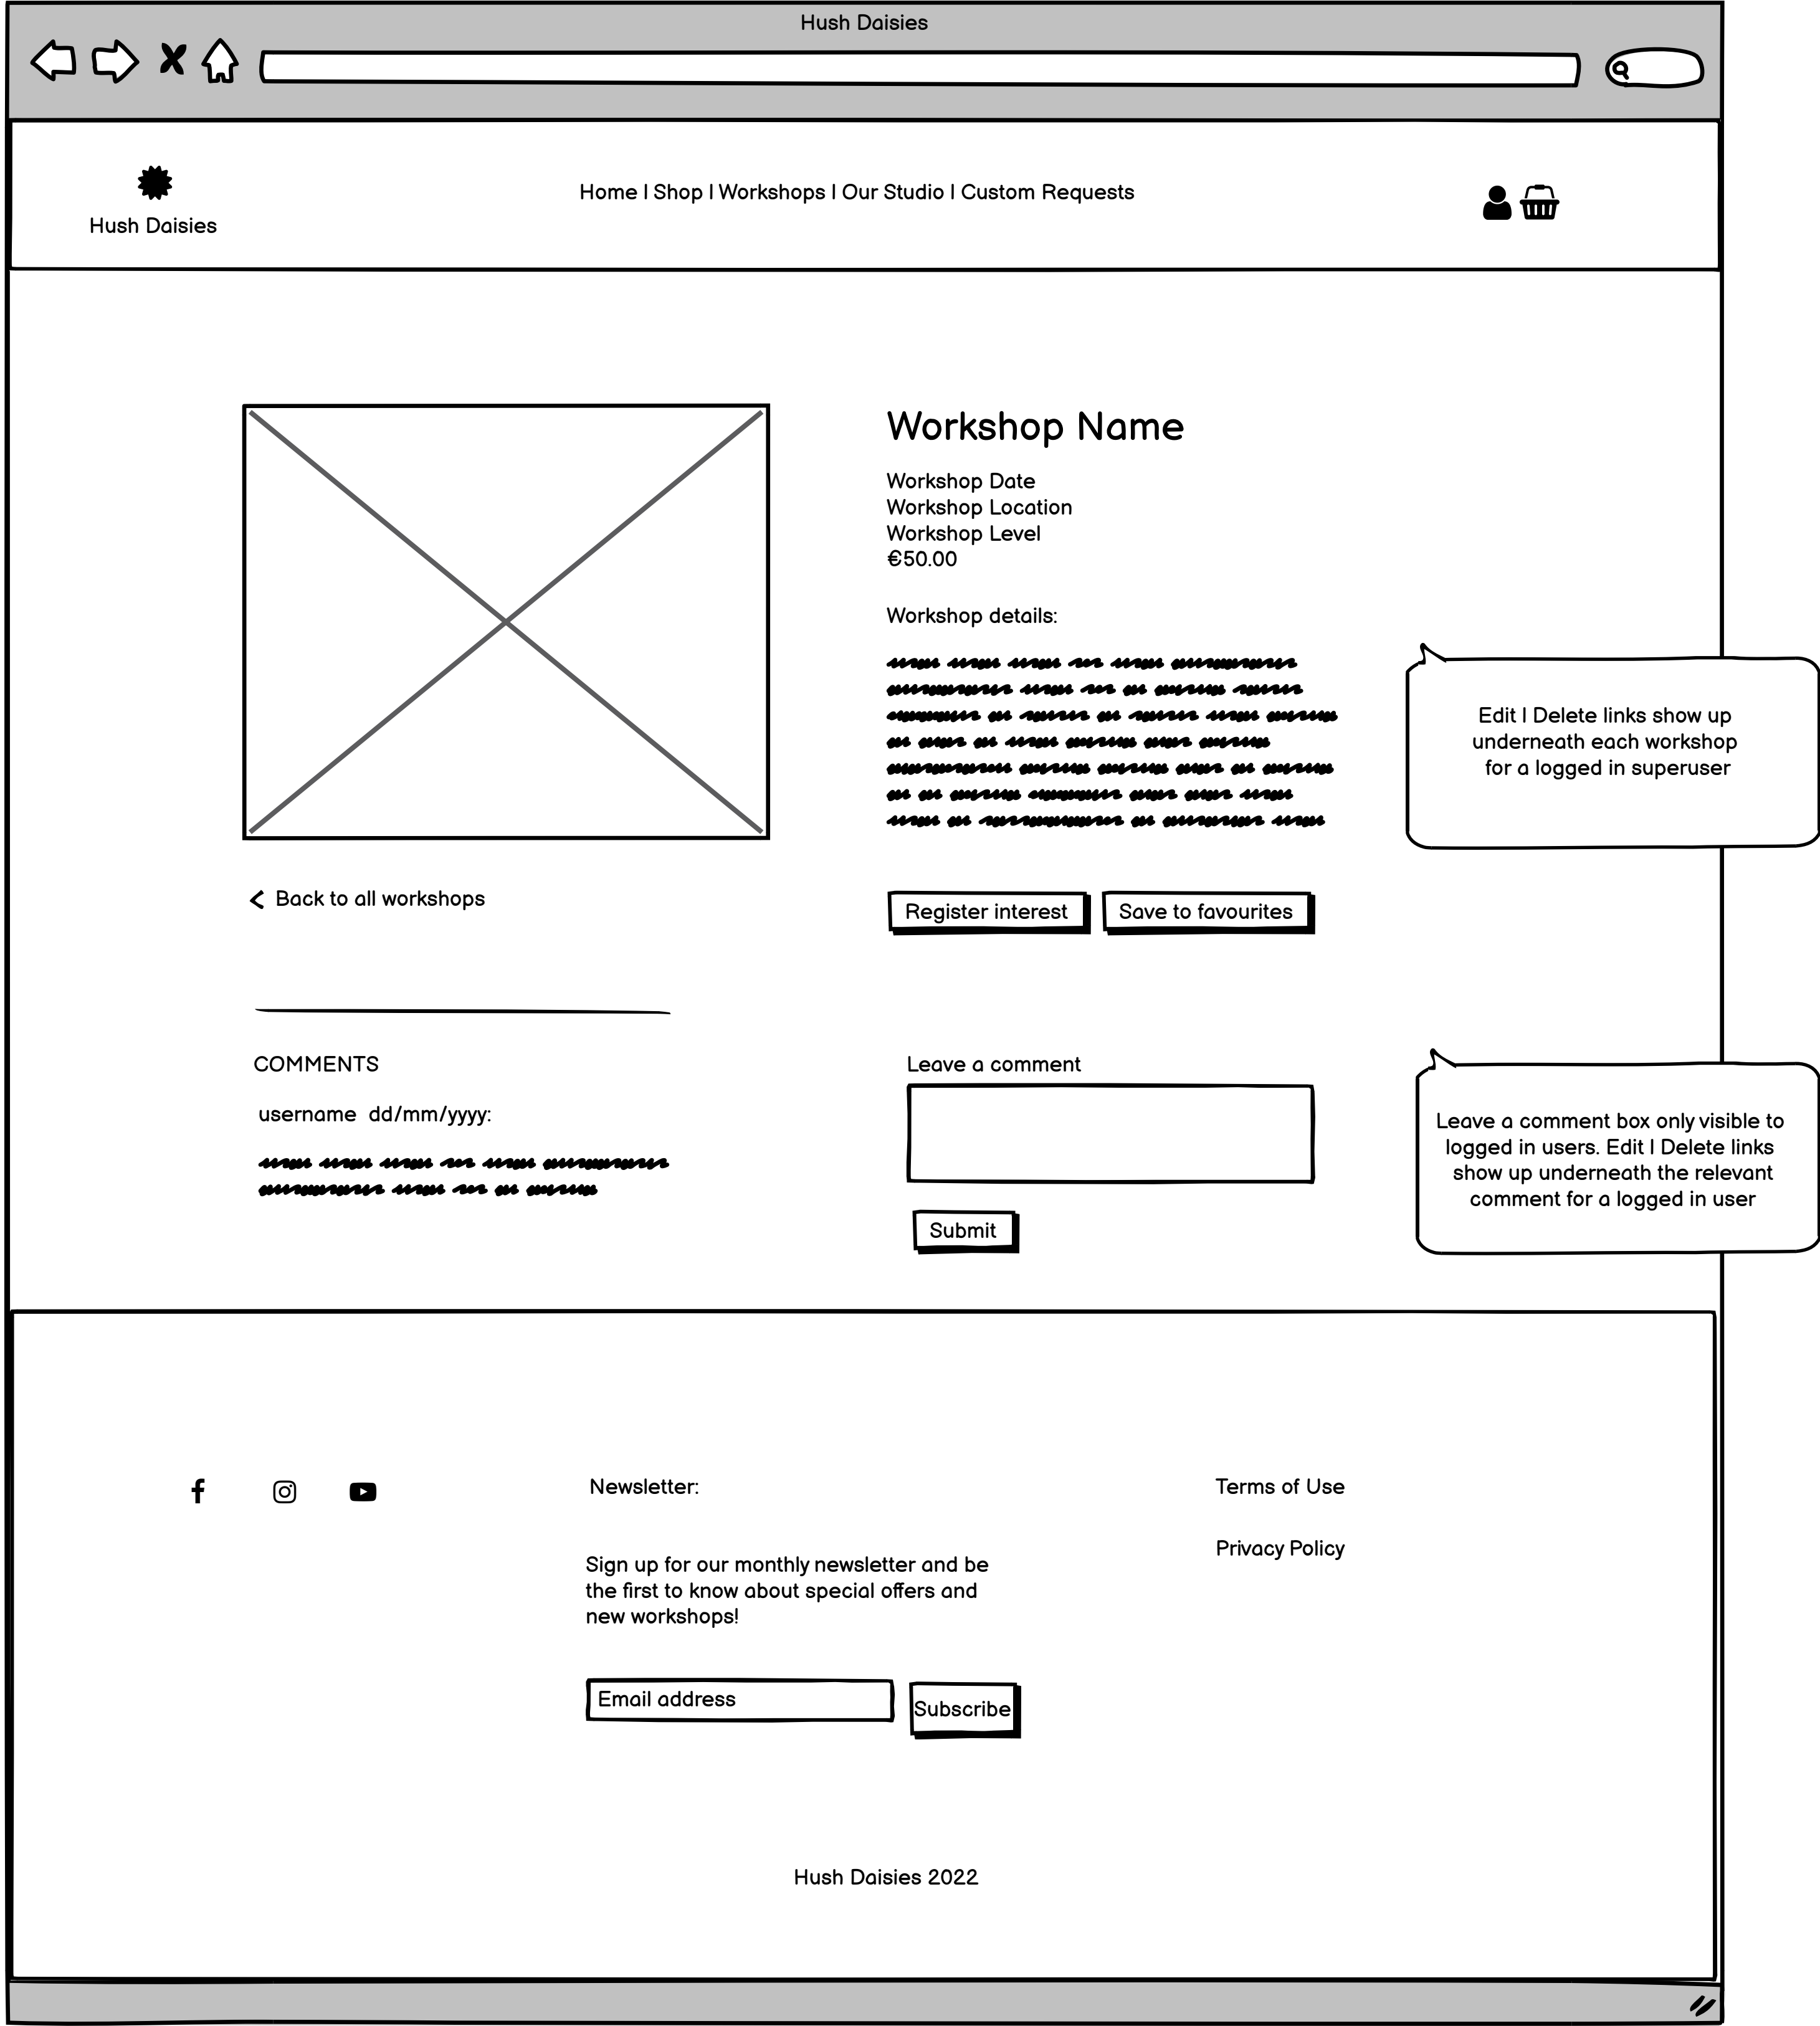 Hush Daisies
Hush Daisies
Home | Shop | Workshops | Our Studio | Custom Requests
Workshop Name
Workshop Date
Workshop Location
Workshop Level
€50.00
Workshop details:
Edit | Delete links show up
underneath each workshop
for a logged in superuser
Back to all workshops
Register interest
Save to favourites
COMMENTS
username dd/mm/yyyy:
Leave a comment
Submit
Leave a comment box only visible to
logged in users. Edit | Delete links
show up underneath the relevant
comment for a logged in user
Newsletter:
Sign up for our monthly newsletter and be
the first to know about special offers and
new workshops!
Email address
Subscribe
Terms of Use
Privacy Policy
Hush Daisies 2022